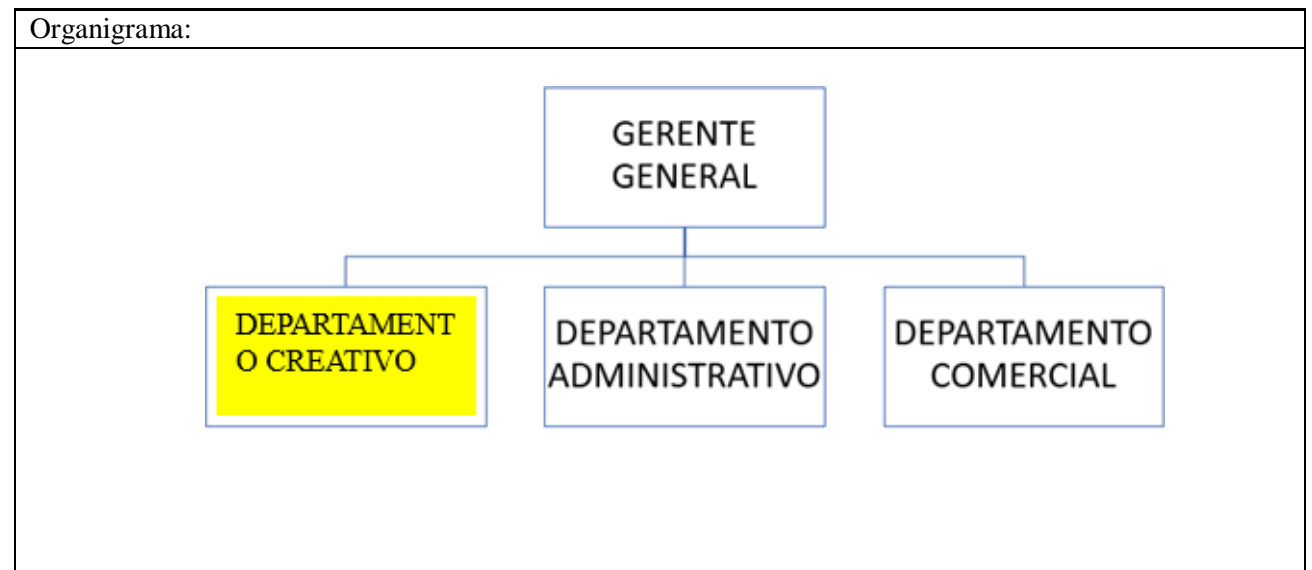 Organigrama:
GERENTE
GENERAL
DEPARTAMENT
O CREATIVO
DEPARTAMENTO
ADMINISTRATIVO
DEPARTAMENTO
COMERCIAL